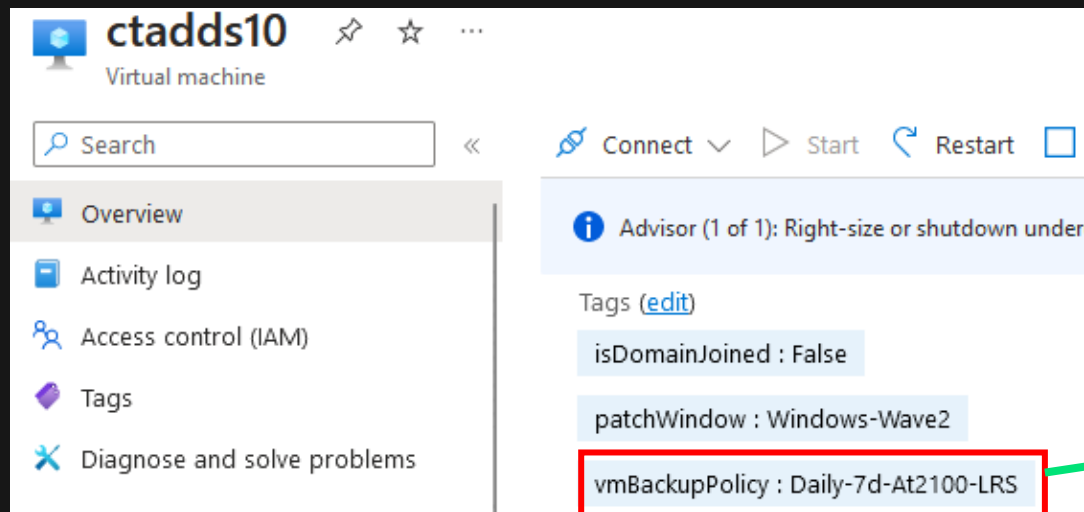 ctadds10
Virtual machine
Search
Connect
Start
Restart
Overview
Activity log
Access control (IAM)
Tags
Diagnose and solve problems
Advisor (1 of 1): Right-size or shutdown under
Tags (edit)
isDomainJoined : False
patchWindow : Windows-Wave2
vmBackupPolicy : Daily-7d-At2100-LRS